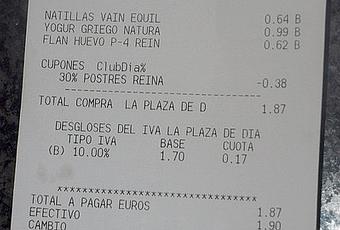 NATILLAS VAIN EQUIL 0.64 B
YOGUR GRIEGO NATURA 0.99 B
FLAN HUEVO P-4 REIN 0.62 B
CUPONES ClubDia%
30% POSTRES REINA -0.38
TOTAL COMPRA LA PLAZA DE D 1.87
DESGLOSES DEL IVA LA PLAZA DE DIA
TIPO IVA BASE CUOTA
(B) 10.00% 1.70 0.17
xxxxxxxxxxxxxxxxxxxxxxxxxxxxxxx
TOTAL A PAGAR EUROS 1.87
EFECTIVO 1.90
CAMBIO